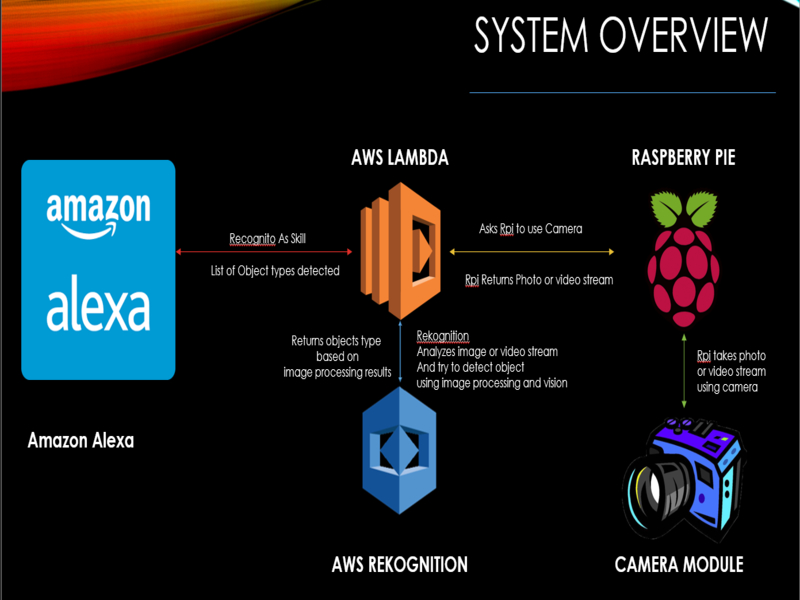 SYSTEM OVERVIEW
AWS LAMBDA
RASPBERRY PIE
amazon
alexa
Recognito As Skill
List of Object types detected
Asks Rpi to use Camera
Rpi Returns Photo or video stream
Returns objects type
based on
image processing results
Rekognition
Analyzes image or video stream
And try to detect object
using image processing and vision
Rpi takes photo
or video stream
using camera
Amazon Alexa
AWS REKOGNITION
CAMERA MODULE